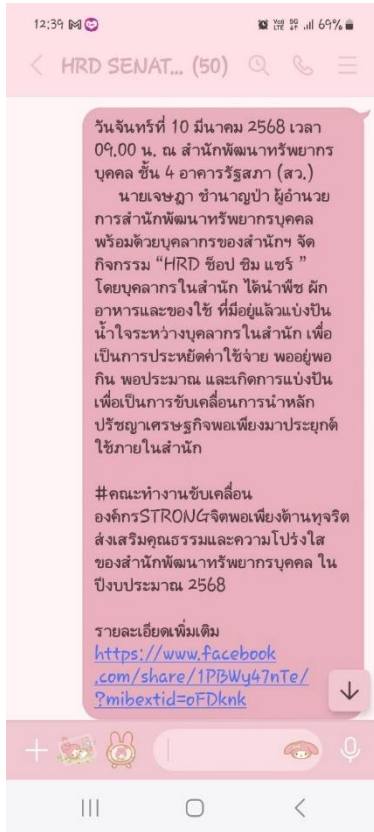 12:39
69%
HRD SENAT... (50)
วันจันทร์ที่ 10 มีนาคม 2568 เวลา
09.00 น. ณ สำนักพัฒนาทรัพยากร
บุคคล ชั้น 4 อาคารรัฐสภา (สว.)
นายเจษฎา ชำนาญป่า ผู้อำนวย
การสำนักพัฒนาทรัพยากรบุคคล
พร้อมด้วยบุคลากรของสำนักฯ จัด
กิจกรรม “HRD ช็อป ชิม แชร์ ”
โดยบุคลากรในสำนัก ได้นำพืช ผัก
อาหารและของใช้ ที่มีอยู่แล้วแบ่งปัน
น้ำใจระหว่างบุคลากรในสำนัก เพื่อ
เป็นการประหยัดค่าใช้จ่าย พออยู่พอ
กิน พอประมาณ และเกิดการแบ่งปัน
เพื่อเป็นการขับเคลื่อนการนำหลัก
ปรัชญาเศรษฐกิจพอเพียงมาประยุกต์
ใช้ภายในสำนัก
#คณะทำงานขับเคลื่อน
องค์กรSTRONGจิตพอเพียงต้านทุจริต
ส่งเสริมคุณธรรมและความโปร่งใส
ของสำนักพัฒนาทรัพยากรบุคคล ใน
ปีงบประมาณ 2568
รายละเอียดเพิ่มเติม
https://www.facebook
.com/share/1PBWy47nTe/
?mibextid=oFDknk